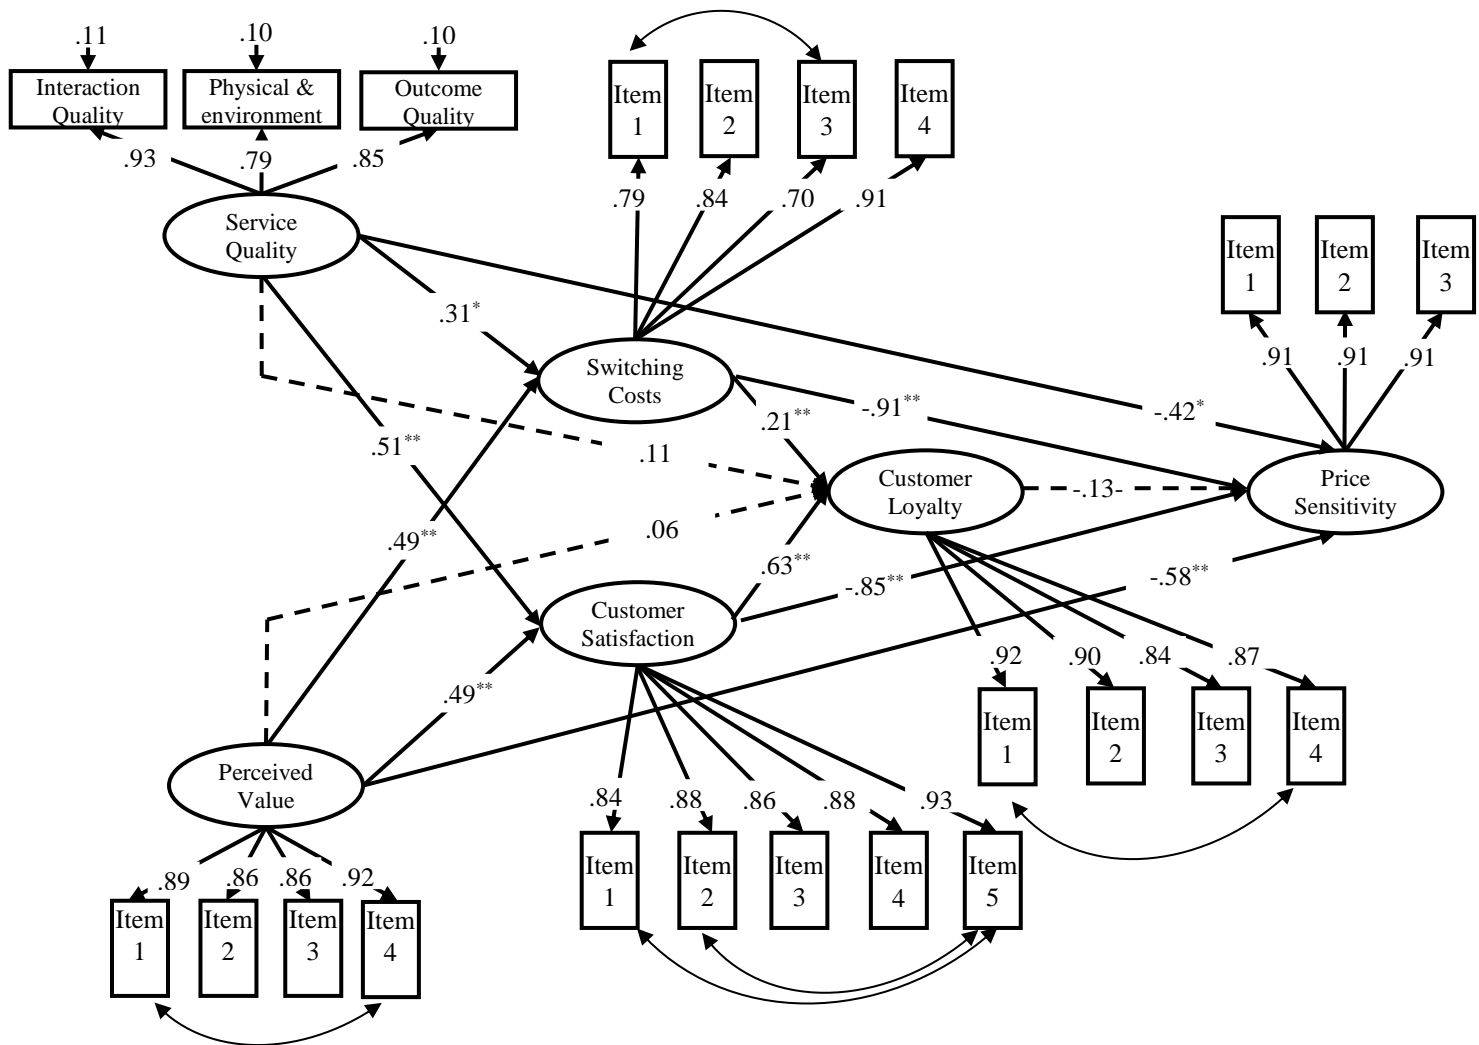 .11
.10
.10
Interaction
Quality
Physical &
environment
Outcome
Quality
.93
.79
.85
Service
Quality
Item
1
Item
2
Item
3
Item
4
.79
.84
.70
.91
Item
1
Item
2
Item
3
.91
.91
.91
.31*
Switching
Costs
-.42*
-.91**
.21**
.51**
.11
Customer
Loyalty
-.13-
Price
Sensitivity
.06
.49**
.63**
-.85**
-.58**
Customer
Satisfaction
.49**
.92
.90
.84
.87
Item
1
Item
2
Item
3
Item
4
Perceived
Value
.84
.88
.86
.88
.93
Item
1
Item
2
Item
3
Item
4
Item
5
.89
.86
.86
.92
Item
1
Item
2
Item
3
Item
4